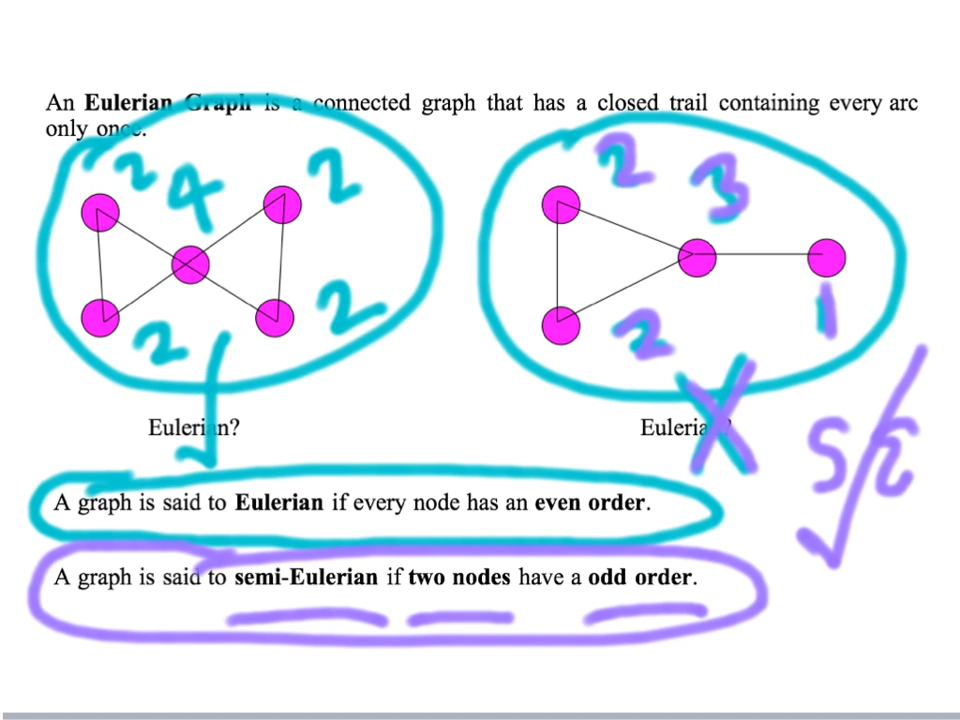 An Eulerian Graph is a connected graph that has a closed trail containing every arc
only once.
2 4 2
2 2
2 3
2 1
Eulerian?
Eulerian?
A graph is said to Eulerian if every node has an even order.
A graph is said to semi-Eulerian if two nodes have a odd order.